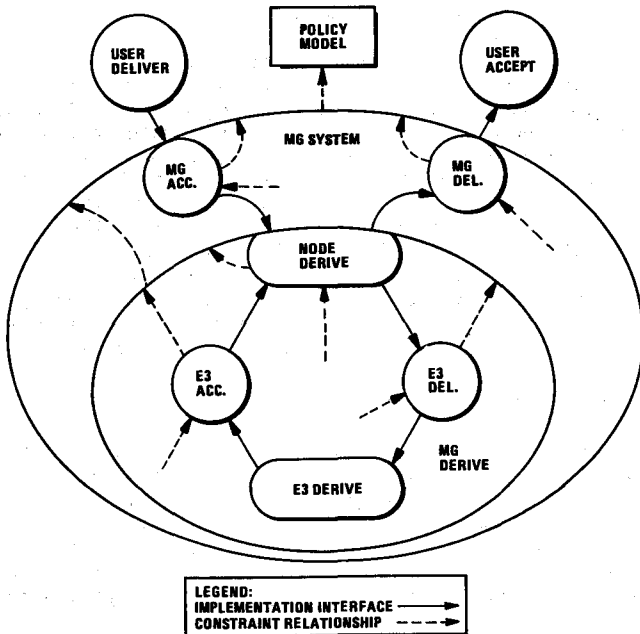 USER
DELIVER
POLICY
MODEL
USER
ACCEPT
MG SYSTEM
MG
ACC.
MG
DEL.
NODE
DERIVE
E3
ACC.
E3
DEL.
MG
DERIVE
E3 DERIVE
LEGEND:
IMPLEMENTATION INTERFACE
CONSTRAINT RELATIONSHIP